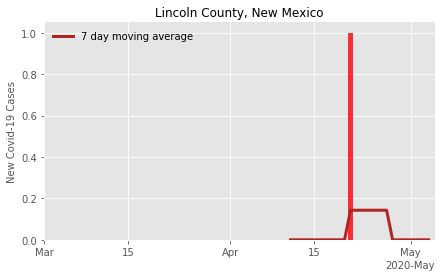 Lincoln County, New Mexico
7 day moving average
New Covid-19 Cases
1.0
0.8
0.6
0.4
0.2
0.0
Mar 15 Apr 15 May
2020-May